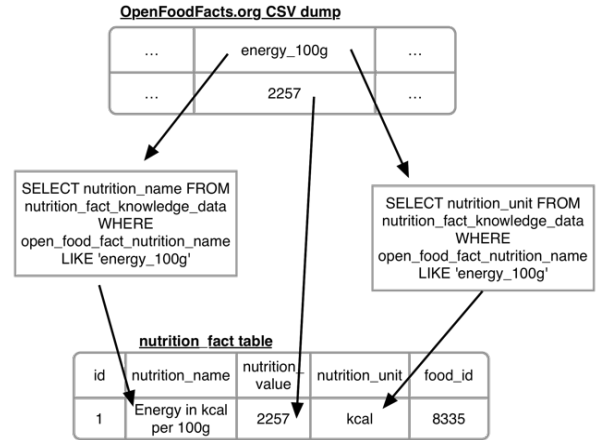 OpenFoodFacts.org CSV dump
... energy_100g ...
... 2257 ...
SELECT nutrition_name FROM
nutrition_fact_knowledge_data
WHERE
open_food_fact_nutrition_name
LIKE 'energy_100g'
SELECT nutrition_unit FROM
nutrition_fact_knowledge_data
WHERE
open_food_fact_nutrition_name
LIKE 'energy_100g'
nutrition_fact table
id nutrition_name nutrition_ value nutrition_unit food_id
1 Energy in kcal per 100g 2257 kcal 8335